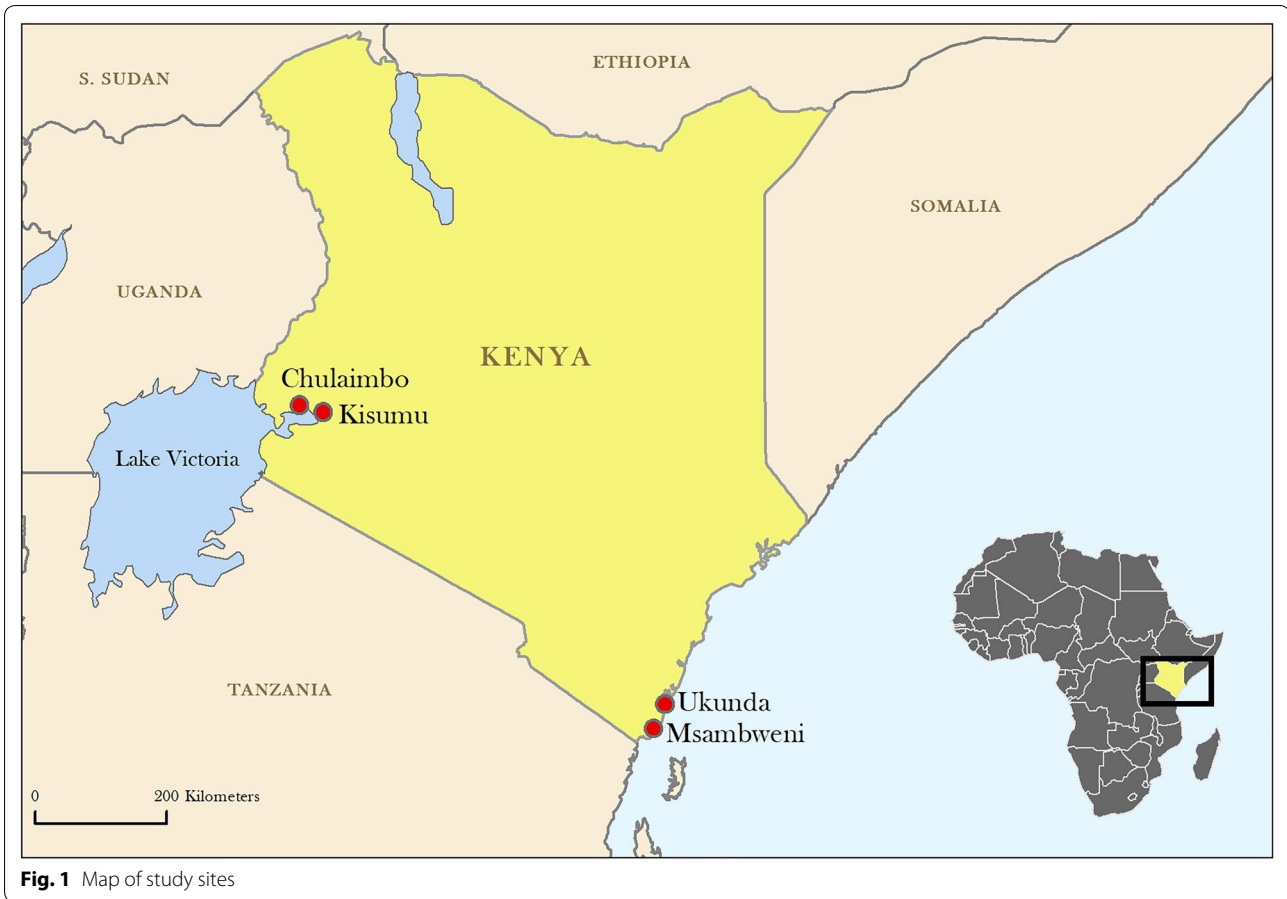 ETHIOPIA
S. SUDAN
SOMALIA
UGANDA
KENYA
Chulaimbo
Kisumu
Lake Victoria
TANZANIA
Ukunda
Msambweni
0 200 Kilometers
Fig. 1 Map of study sites